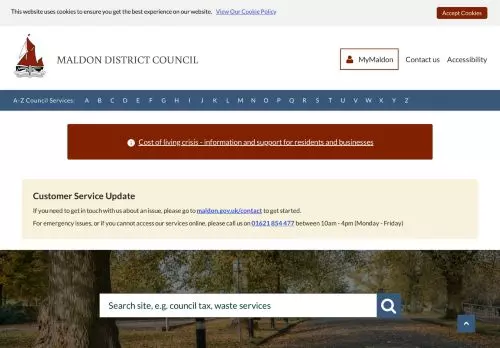 This website uses cookies to ensure you get the best experience on our website. View Our Cookie Policy
Accept Cookies
MALDON DISTRICT COUNCIL
MyMaldon
Contact us
Accessibility
A-Z Council Services: A B C D E F G H I J K L M N O P Q R S T U V W X Y Z
Cost of living crisis - information and support for residents and businesses
Customer Service Update
If you need to get in touch with us about an issue, please go to maldon.gov.uk/contact to get started.
For emergency issues, or if you cannot access our services online, please call us on 01621 854 477 between 10am - 4pm (Monday - Friday)
Search site, e.g. council tax, waste services